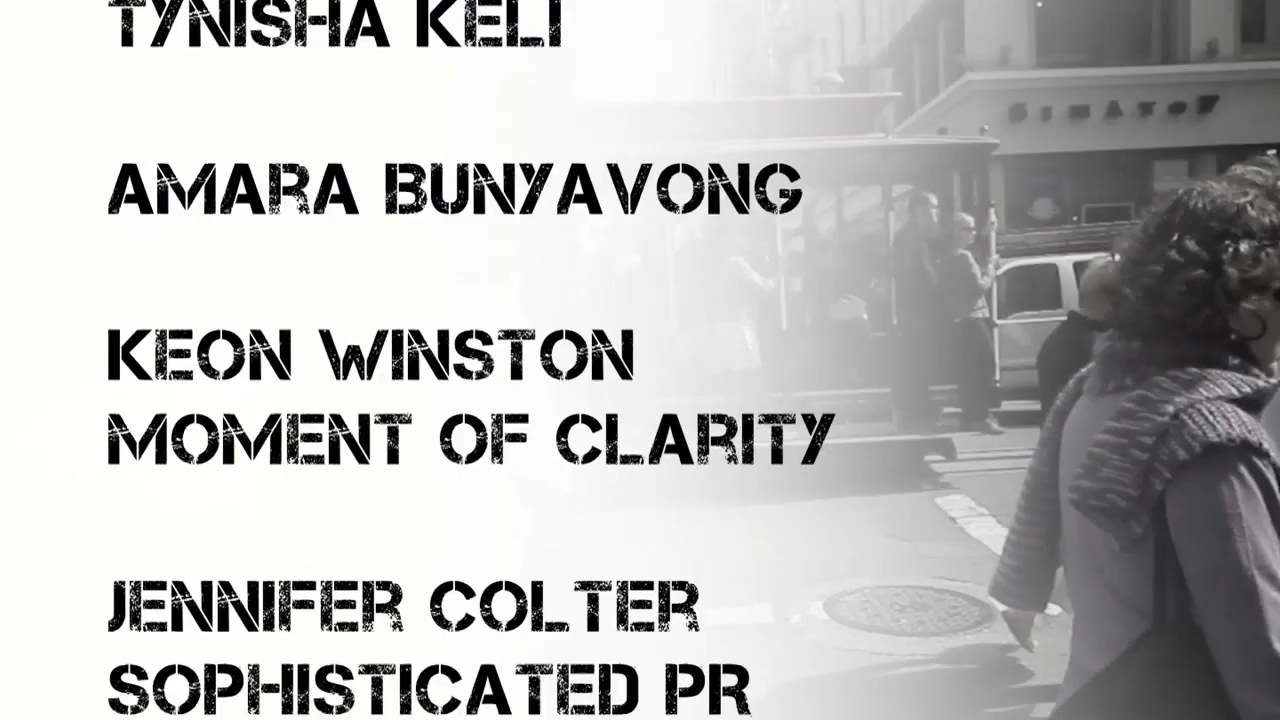 TYNISHA KELI
AMARA BUNYAVONG
KEON WINSTON
MOMENT OF CLARITY
JENNIFER COLTER
SOPHISTICATED PR